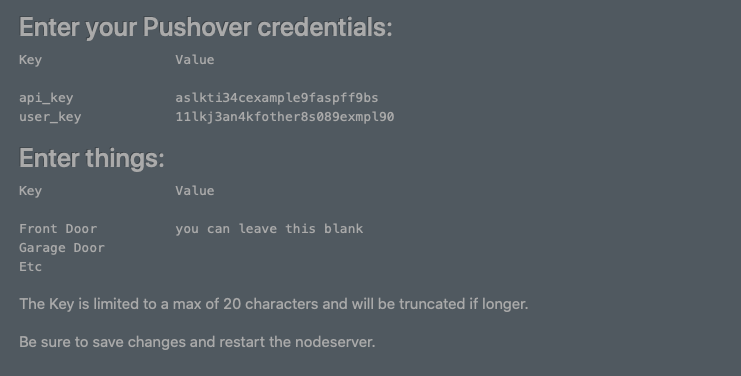 Enter your Pushover credentials:
Key Value
api_key aslkti34cexample9faspff9bs
user_key 11lkj3an4kfother8s089exmpl90
Enter things:
Key Value
Front Door you can leave this blank
Garage Door
Etc
The Key is limited to a max of 20 characters and will be truncated if longer.
Be sure to save changes and restart the nodeserver.